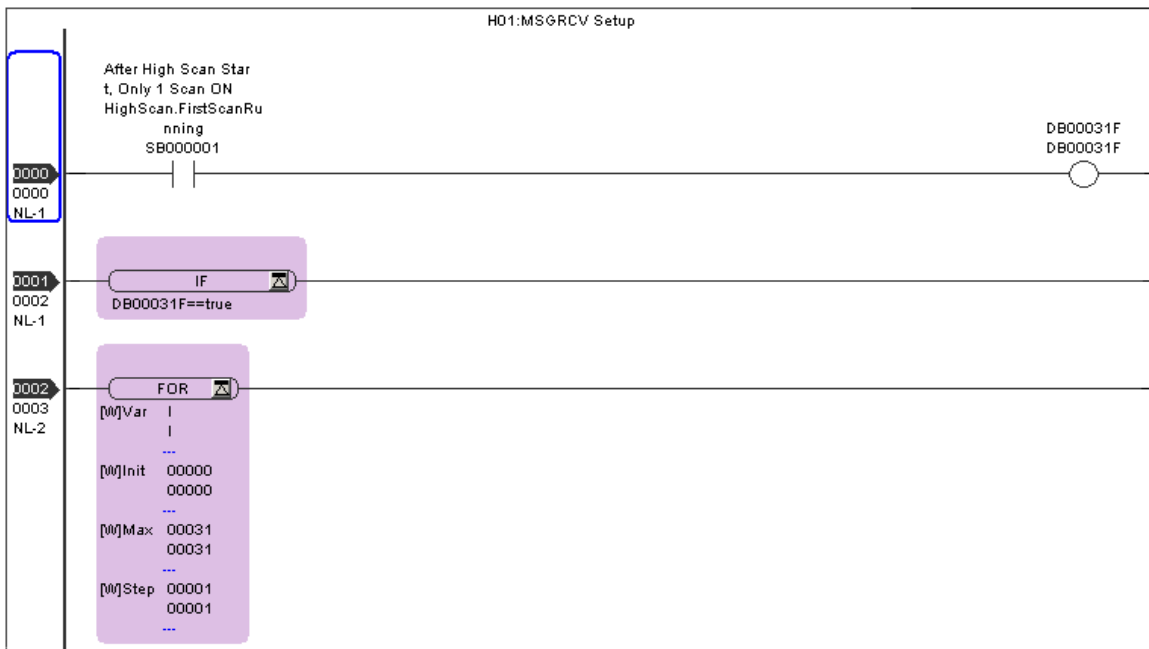 H01:MSGRCV Setup
After High Scan Star
t, Only 1 Scan ON
HighScan.FirstScanRu
nning
SB000001
DB00031F
DB00031F
0000
0000
NL-1
0001
0002
NL-1
IF
DB00031F==true
0002
0003
NL-2
FOR
[W]Var I
I
---
[W]Init 00000
00000
---
[W]Max 00031
00031
---
[W]Step 00001
00001
---